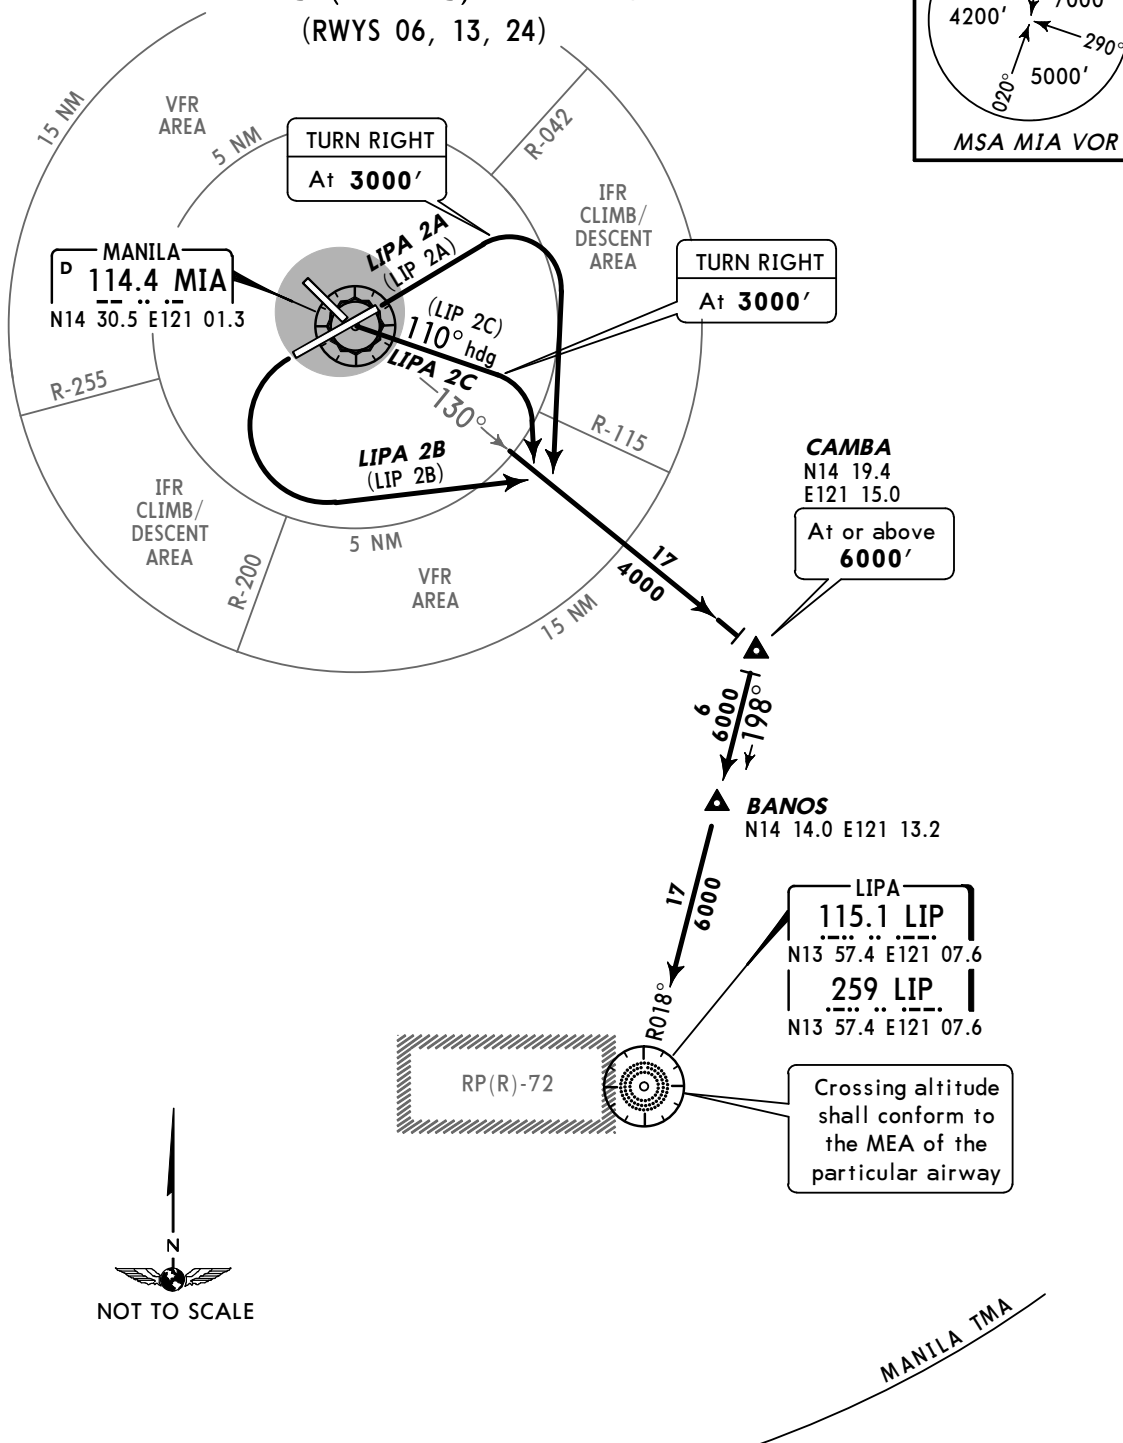 (RWYS 06, 13, 24)
4200'
7000'
290°
020°
5000'
MSA MIA VOR
15 NM
VFR
AREA
5 NM
TURN RIGHT
At 3000'
R-042
IFR
CLIMB/
DESCENT
AREA
MANILA
D 114.4 MIA
N14 30.5 E121 01.3
LIPA 2A
(LIP 2A)
TURN RIGHT
At 3000'
(LIP 2C)
110° hdg
LIPA 2C
130°
R-255
R-115
LIPA 2B
(LIP 2B)
CAMBA
N14 19.4
E121 15.0
At or above
6000'
IFR
CLIMB/
DESCENT
AREA
R-200
5 NM
VFR
AREA
15 NM
17
4000
6
6000
198°
BANOS
N14 14.0 E121 13.2
17
6000
R018°
LIPA
115.1 LIP
N13 57.4 E121 07.6
259 LIP
N13 57.4 E121 07.6
RP(R)-72
Crossing altitude
shall conform to
the MEA of the
particular airway
N
NOT TO SCALE
MANILA TMA